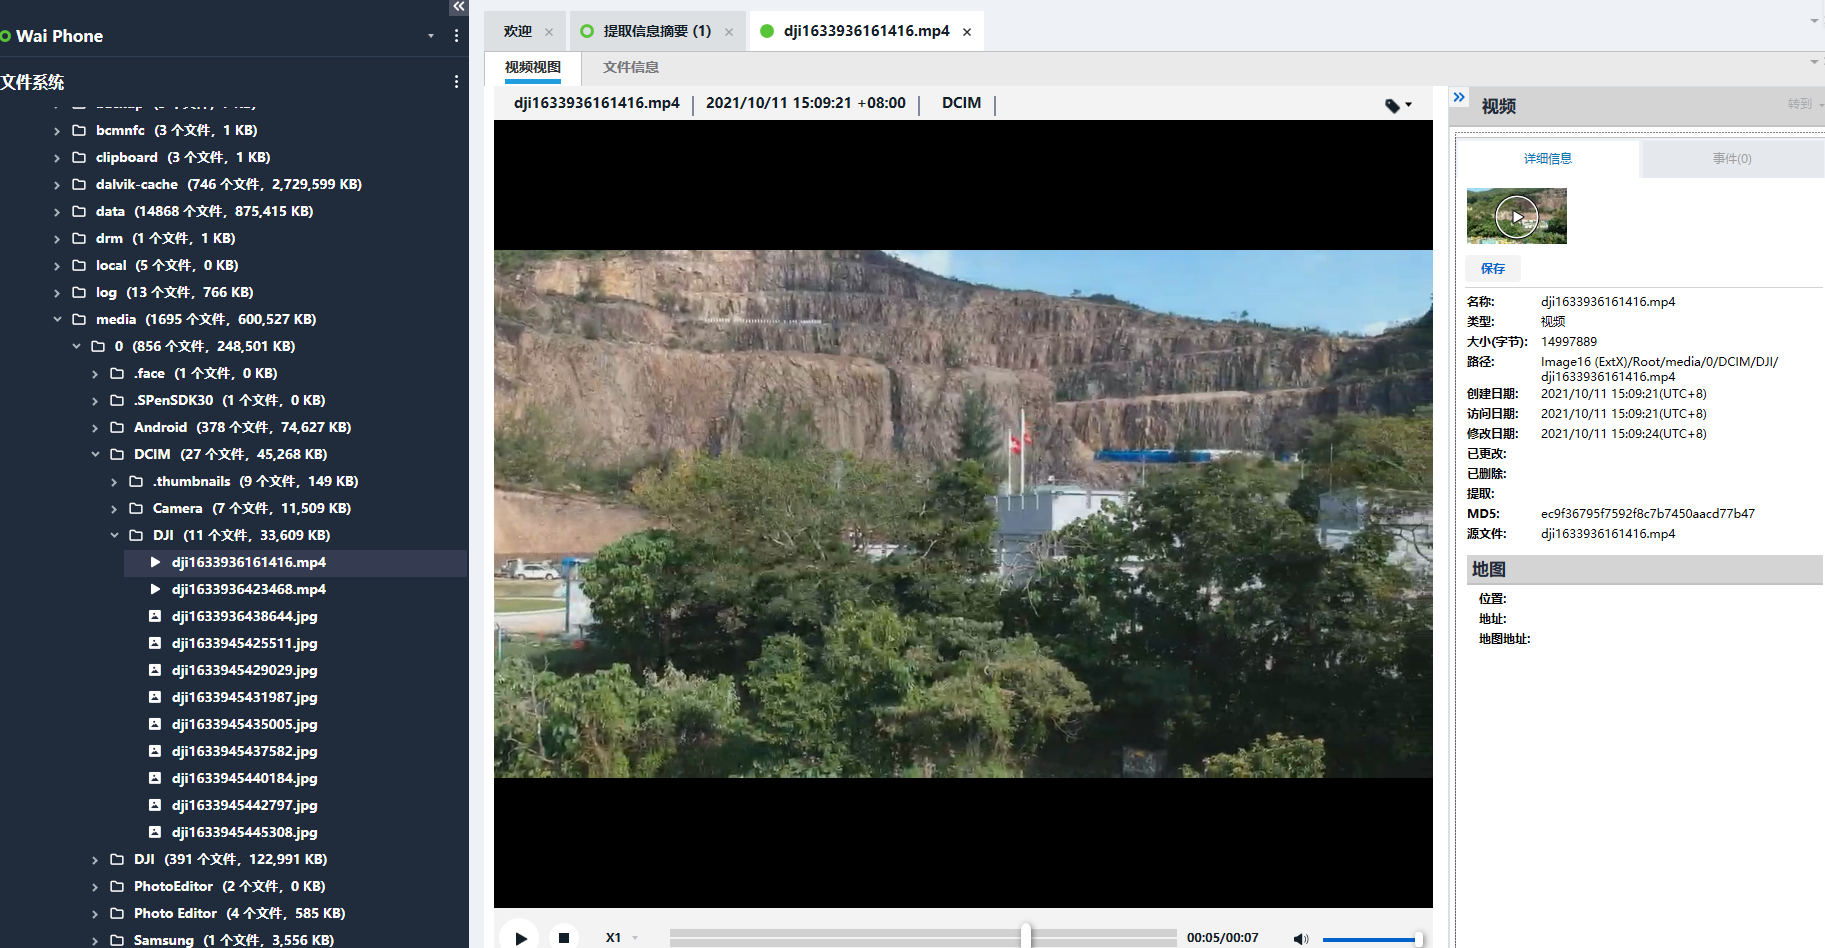 Wai Phone
文件系统
bcmnfc (3 个文件, 1 KB)
clipboard (3 个文件, 1 KB)
dalvik-cache (746 个文件, 2,729,599 KB)
data (14868 个文件, 875,415 KB)
drm (1 个文件, 1 KB)
local (5 个文件, 0 KB)
log (13 个文件, 766 KB)
media (1695 个文件, 600,527 KB)
0 (856 个文件, 248,501 KB)
.face (1 个文件, 0 KB)
.SPenSDK30 (1 个文件, 0 KB)
Android (378 个文件, 74,627 KB)
DCIM (27 个文件, 45,268 KB)
.thumbnails (9 个文件, 149 KB)
Camera (7 个文件, 11,509 KB)
DJI (11 个文件, 33,609 KB)
dji1633936161416.mp4
dji1633936423468.mp4
dji1633936438644.jpg
dji1633945425511.jpg
dji1633945429029.jpg
dji1633945431987.jpg
dji1633945435005.jpg
dji1633945437582.jpg
dji1633945440184.jpg
dji1633945442797.jpg
dji1633945445308.jpg
DJI (391 个文件, 122,991 KB)
PhotoEditor (2 个文件, 0 KB)
Photo Editor (4 个文件, 585 KB)
Samsung (1 个文件, 3,556 KB)
欢迎 × 提取信息摘要 (1) × dji1633936161416.mp4 ×
视频视图 文件信息
dji1633936161416.mp4 | 2021/10/11 15:09:21 +08:00 | DCIM |
X1 00:05/00:07
视频 转到
详细信息 事件(0)
保存
名称: dji1633936161416.mp4
类型: 视频
大小(字节): 14997889
路径: Image16 (ExtX)/Root/media/0/DCIM/DJI/
dji1633936161416.mp4
创建日期: 2021/10/11 15:09:21(UTC+8)
访问日期: 2021/10/11 15:09:21(UTC+8)
修改日期: 2021/10/11 15:09:24(UTC+8)
已更改:
已删除:
提取:
MD5: ec9f36795f7592f8c7b7450aacd77b47
源文件: dji1633936161416.mp4
地图
位置:
地址:
地图地址: